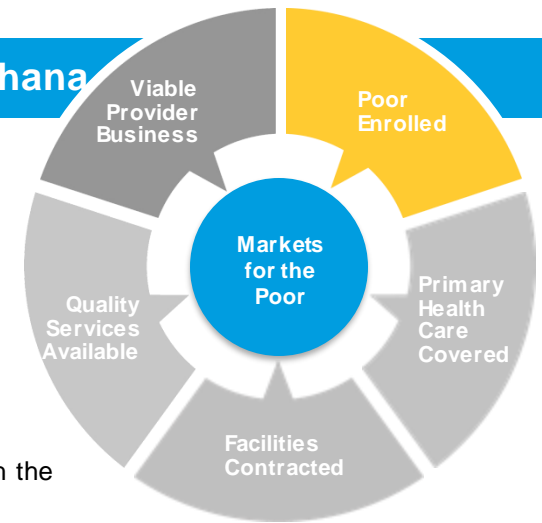 hana
Viable
Provider
Business
Poor
Enrolled
Markets
for the
Poor
Primary
Health
Care
Covered
Quality
Services
Available
Facilities
Contracted
n the